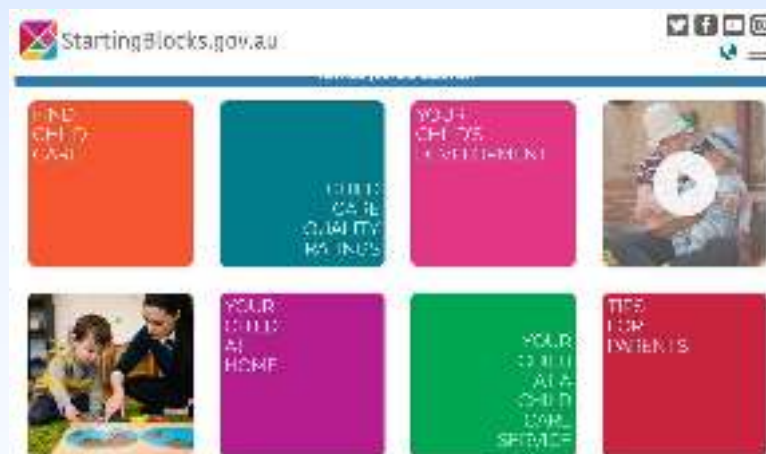 StartingBlocks.gov.au
FIND
CHILD
CARE
CHILD
CARE
QUALITY
RATINGS
YOUR
CHILD'S
DEVELOPMENT
YOUR
CHILD
AT
HOME
YOUR
CHILD
AT A
CHILD
CARE
SERVICE
TIPS
FOR
PARENTS